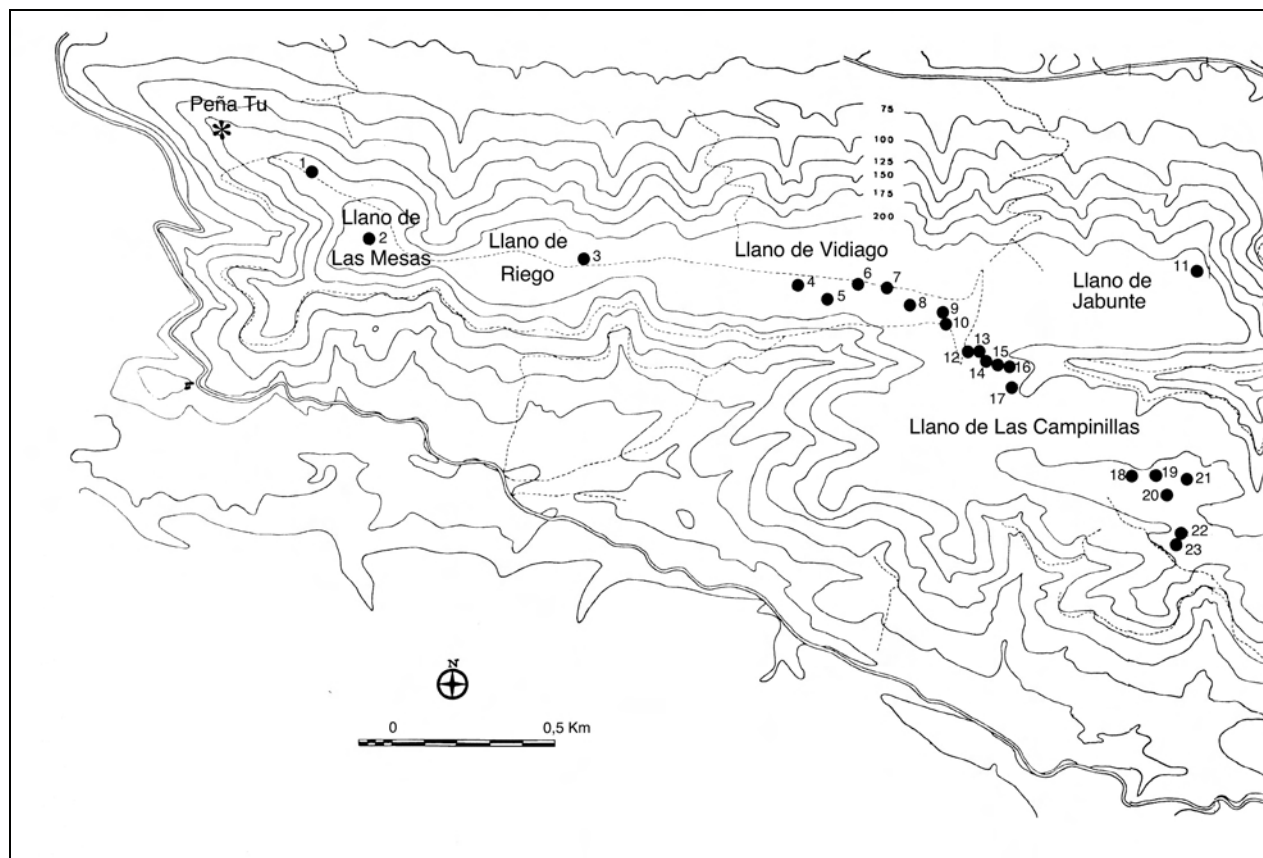 Peña Tu
75
100
125
150
175
200
1
Llano de
Las Mesas
2
Llano de
Riego
3
Llano de Vidiago
4
5
6
7
8
9
10
Llano de
Jabunte
11
12
13
14
15
16
17
Llano de Las Campinillas
18
19
20
21
22
23
N
0
0,5 Km